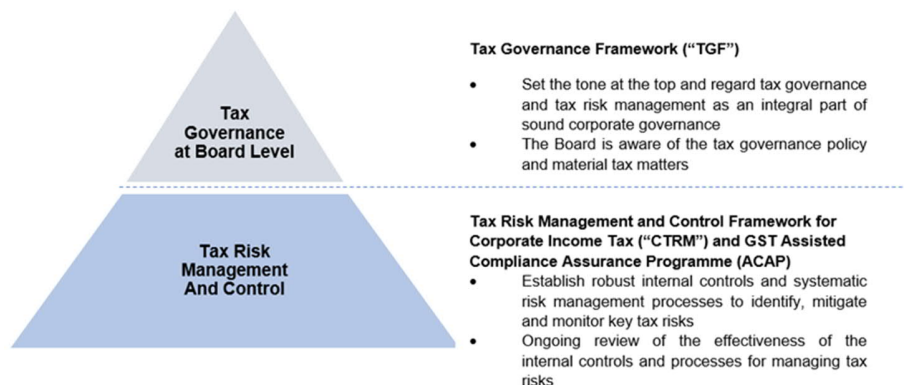 Tax
Governance
at Board Level
Tax Governance Framework (“TGF”)
• Set the tone at the top and regard tax governance
and tax risk management as an integral part of
sound corporate governance
• The Board is aware of the tax governance policy
and material tax matters
Tax Risk
Management
And Control
Tax Risk Management and Control Framework for
Corporate Income Tax (“CTRM”) and GST Assisted
Compliance Assurance Programme (ACAP)
• Establish robust internal controls and systematic
risk management processes to identify, mitigate
and monitor key tax risks
• Ongoing review of the effectiveness of the
internal controls and processes for managing tax
risks